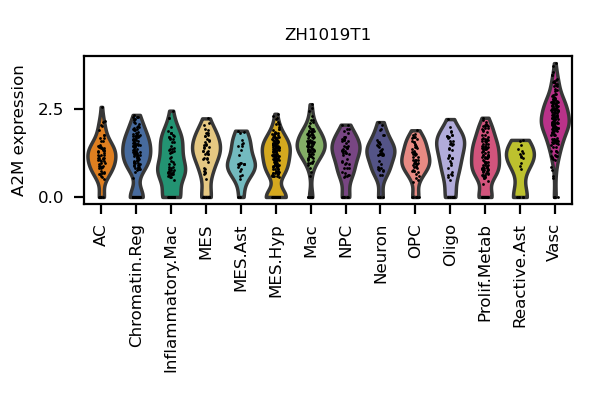 ZH1019T1
A2M expression
2.5
0.0
AC
Chromatin.Reg
Inflammatory.Mac
MES
MES.Ast
MES.Hyp
Mac
NPC
Neuron
OPC
Oligo
Prolif.Metab
Reactive.Ast
Vasc